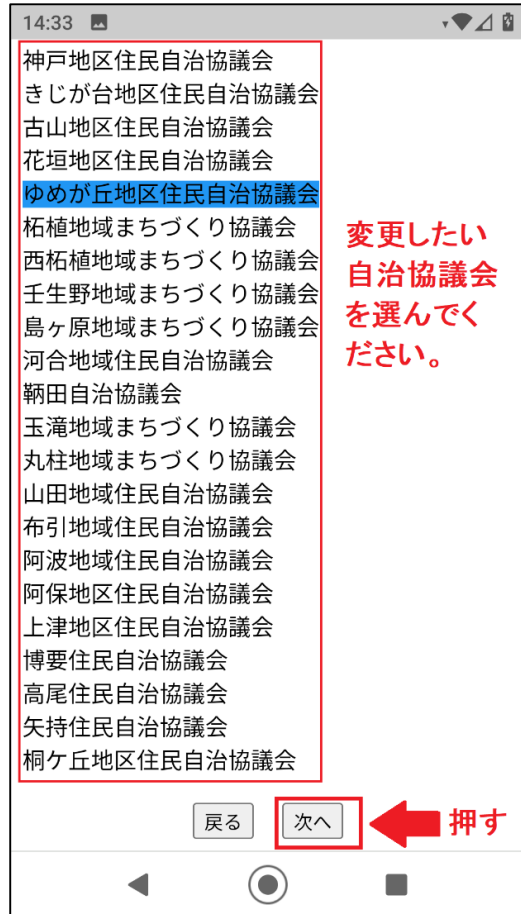 14:33
神戸地区住民自治協議会
きじが台地区住民自治協議会
古山地区住民自治協議会
花垣地区住民自治協議会
ゆめが丘地区住民自治協議会
柘植地域まちづくり協議会
西柘植地域まちづくり協議会
壬生野地域まちづくり協議会
島ヶ原地域まちづくり協議会
河合地域住民自治協議会
鞆田自治協議会
玉滝地域まちづくり協議会
丸柱地域まちづくり協議会
山田地域住民自治協議会
布引地域住民自治協議会
阿波地域住民自治協議会
阿保地区住民自治協議会
上津地区住民自治協議会
博要住民自治協議会
高尾住民自治協議会
矢持住民自治協議会
桐ケ丘地区住民自治協議会
変更したい
自治協議会
を選んでく
ださい。
戻る
次へ
押す